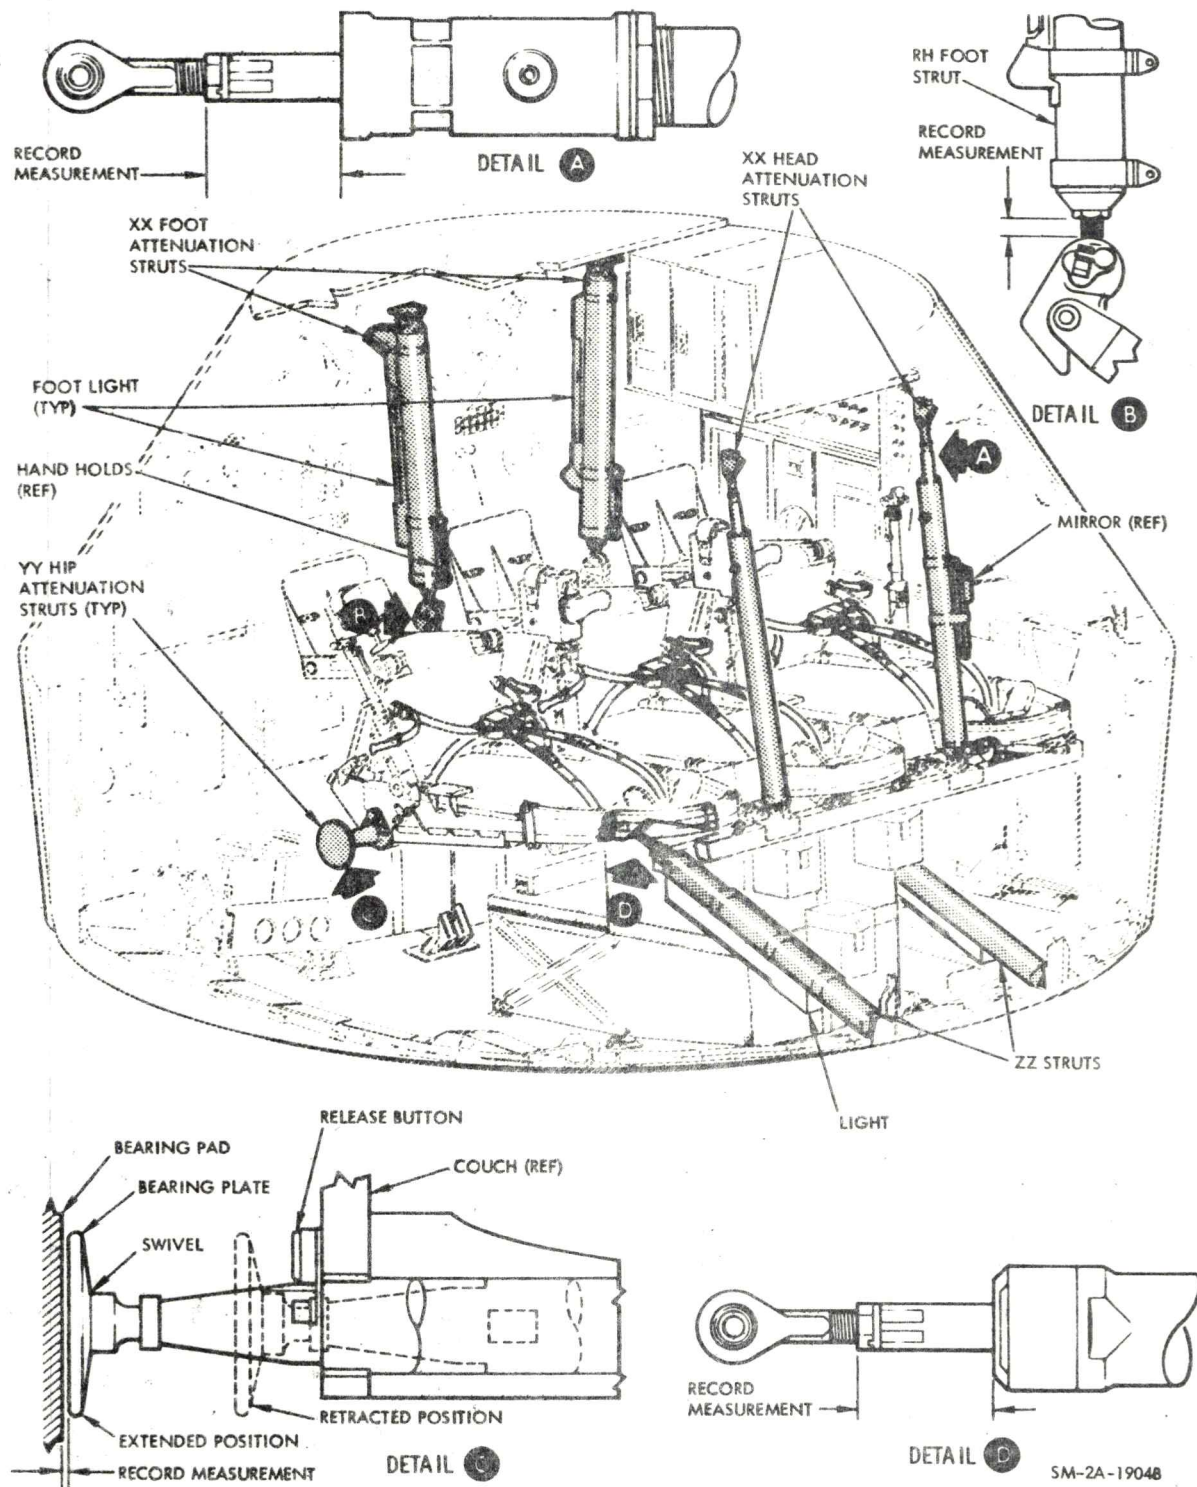 RECORD
MEASUREMENT
DETAIL A
RH FOOT
STRUT
RECORD
MEASUREMENT
DETAIL B
XX HEAD
ATTENUATION
STRUTS
XX FOOT
ATTENUATION
STRUTS
FOOT LIGHT
(TYP)
HAND HOLDS
(REF)
YY HIP
ATTENUATION
STRUTS (TYP)
A
MIRROR (REF)
B
C
D
ZZ STRUTS
LIGHT
RELEASE BUTTON
BEARING PAD
COUCH (REF)
BEARING PLATE
SWIVEL
RETRACTED POSITION
EXTENDED POSITION
RECORD MEASUREMENT
DETAIL C
RECORD
MEASUREMENT
DETAIL D
SM-2A-1904B